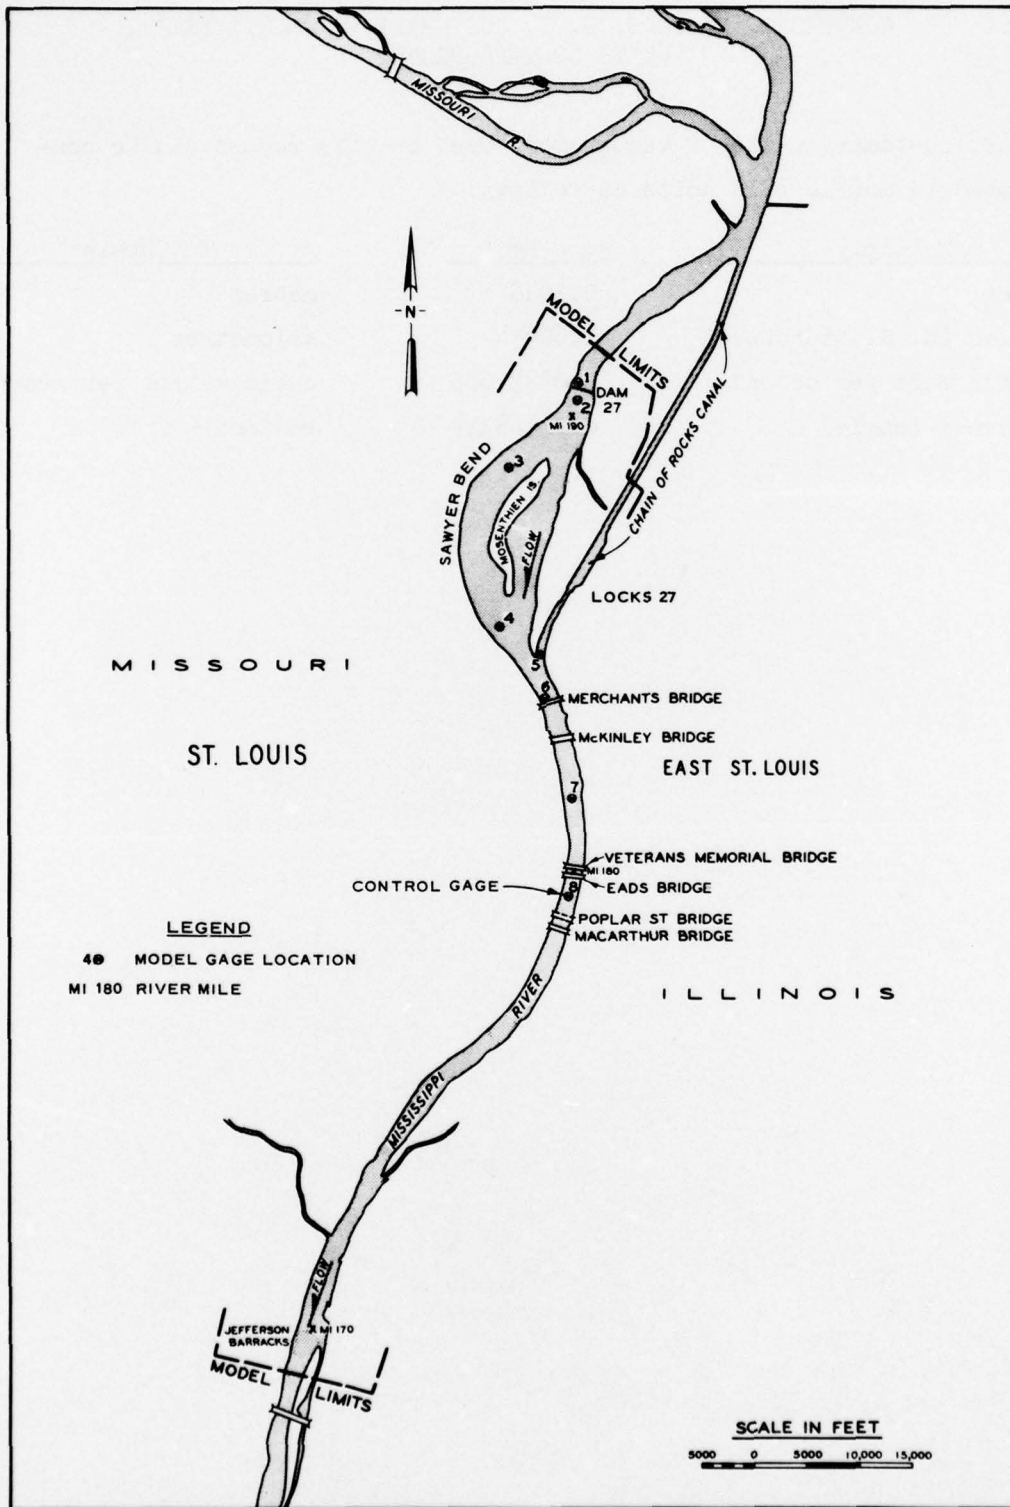 MISSOURI R.
-N-
MODEL LIMITS
1
DAM 27
2
MI 190
3
SAWYER BEND
MOSENTHIEN IS.
FLOW
CHAIN OF ROCKS CANAL
LOCKS 27
4
5
MISSOURI
6
MERCHANTS BRIDGE
McKINLEY BRIDGE
ST. LOUIS
EAST ST. LOUIS
7
VETERANS MEMORIAL BRIDGE
MI 180
EADS BRIDGE
CONTROL GAGE
8
POPLAR ST BRIDGE
MACARTHUR BRIDGE
LEGEND
4 MODEL GAGE LOCATION
MI 180 RIVER MILE
ILLINOIS
MISSISSIPPI RIVER
FLOW
JEFFERSON BARRACKS
MI 170
MODEL LIMITS
SCALE IN FEET
5000 0 5000 10,000 15,000